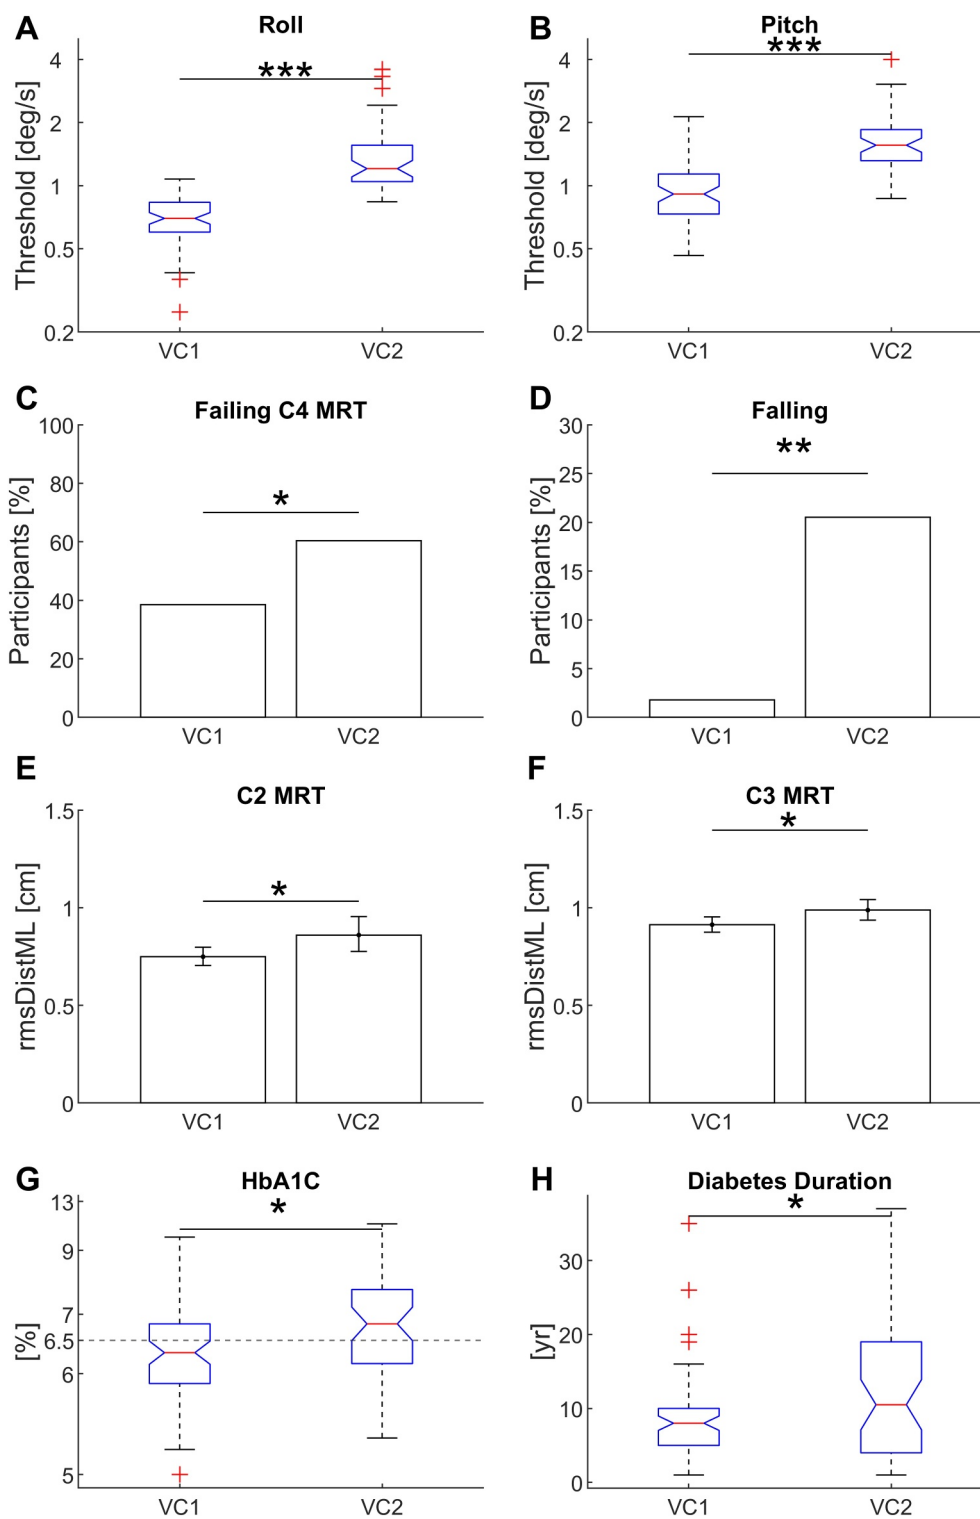 A
Roll
Threshold [deg/s]
4
2
1
0.5
0.2
***
VC1
VC2
B
Pitch
Threshold [deg/s]
4
2
1
0.5
0.2
***
VC1
VC2
C
Failing C4 MRT
Participants [%]
100
80
60
40
20
0
*
VC1
VC2
D
Falling
Participants [%]
30
25
20
15
10
5
0
**
VC1
VC2
E
C2 MRT
rmsDistML [cm]
1.5
1
0.5
0
*
VC1
VC2
F
C3 MRT
rmsDistML [cm]
1.5
1
0.5
0
*
VC1
VC2
G
HbA1C
[%]
13
9
7
6.5
6
5
*
VC1
VC2
H
Diabetes Duration
[yr]
30
20
10
0
*
VC1
VC2